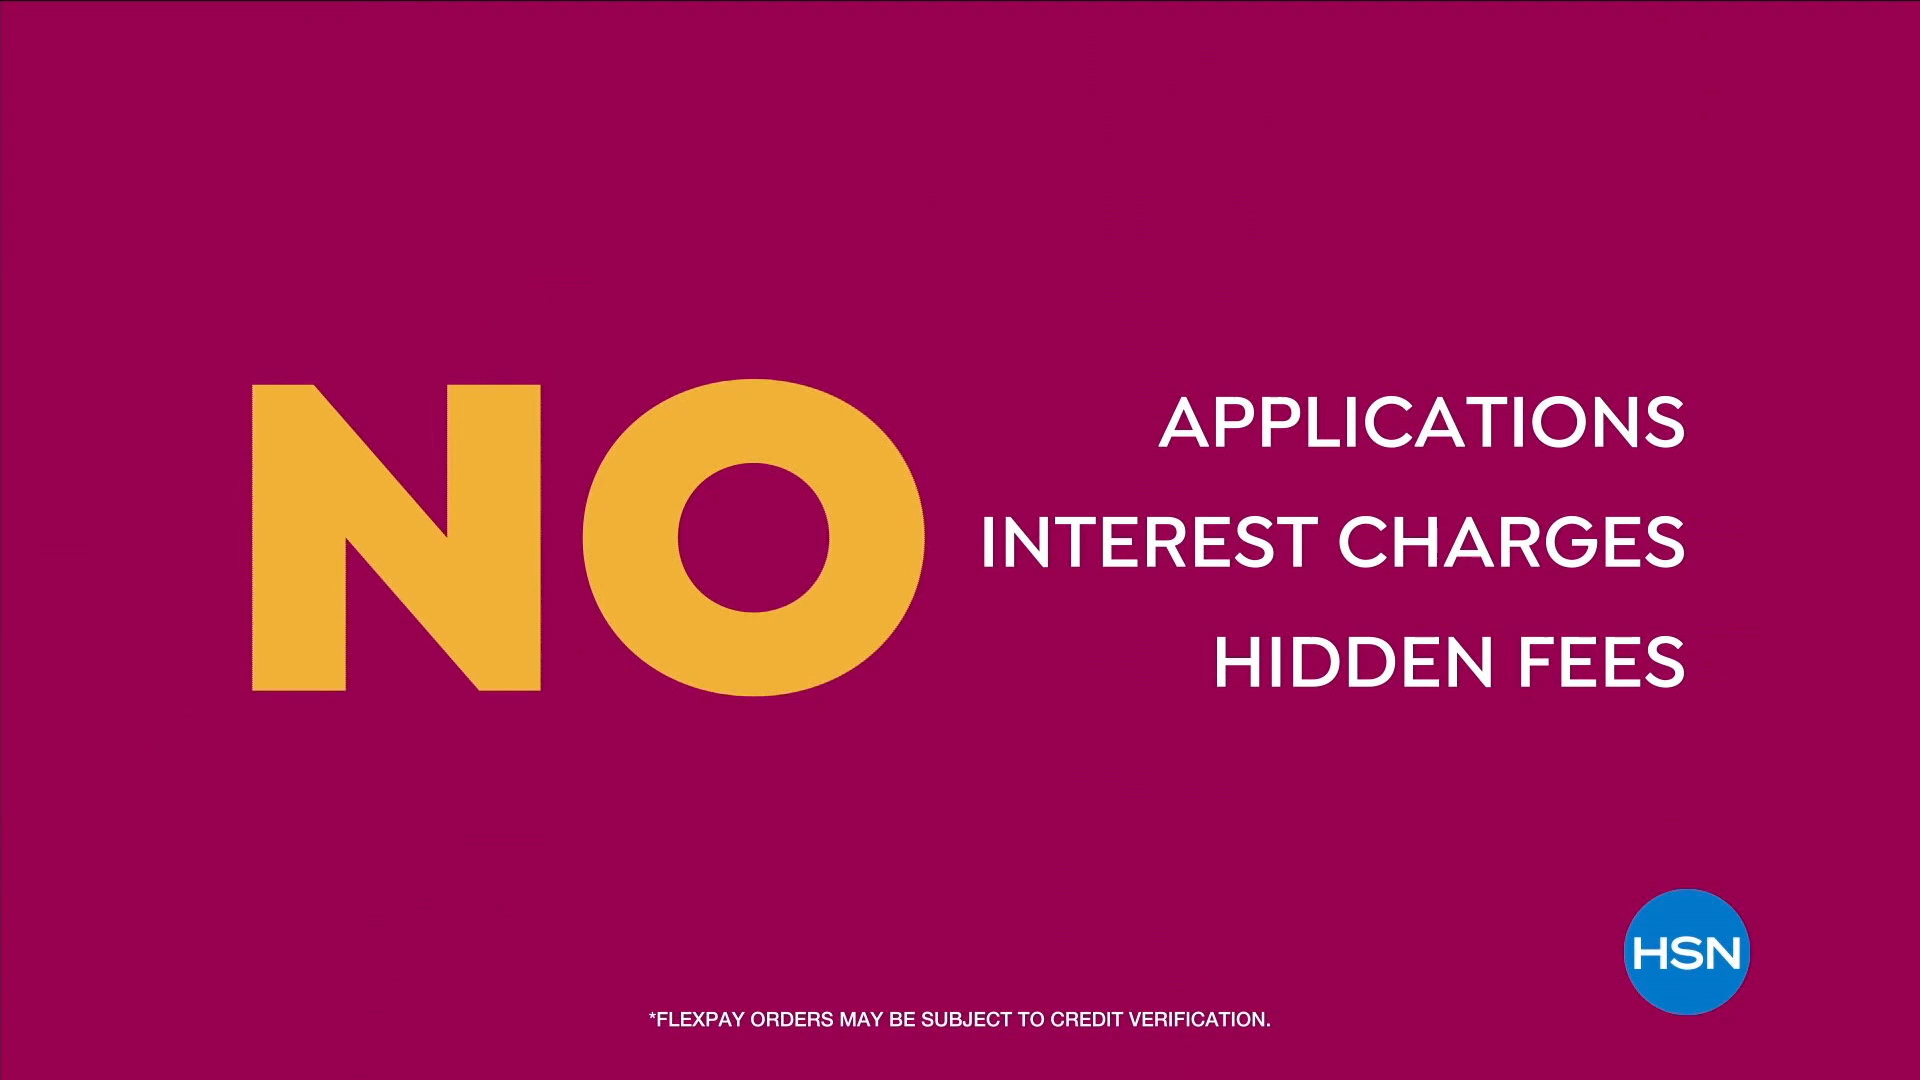 NO
APPLICATIONS
INTEREST CHARGES
HIDDEN FEES
HSN
*FLEXPAY ORDERS MAY BE SUBJECT TO CREDIT VERIFICATION.